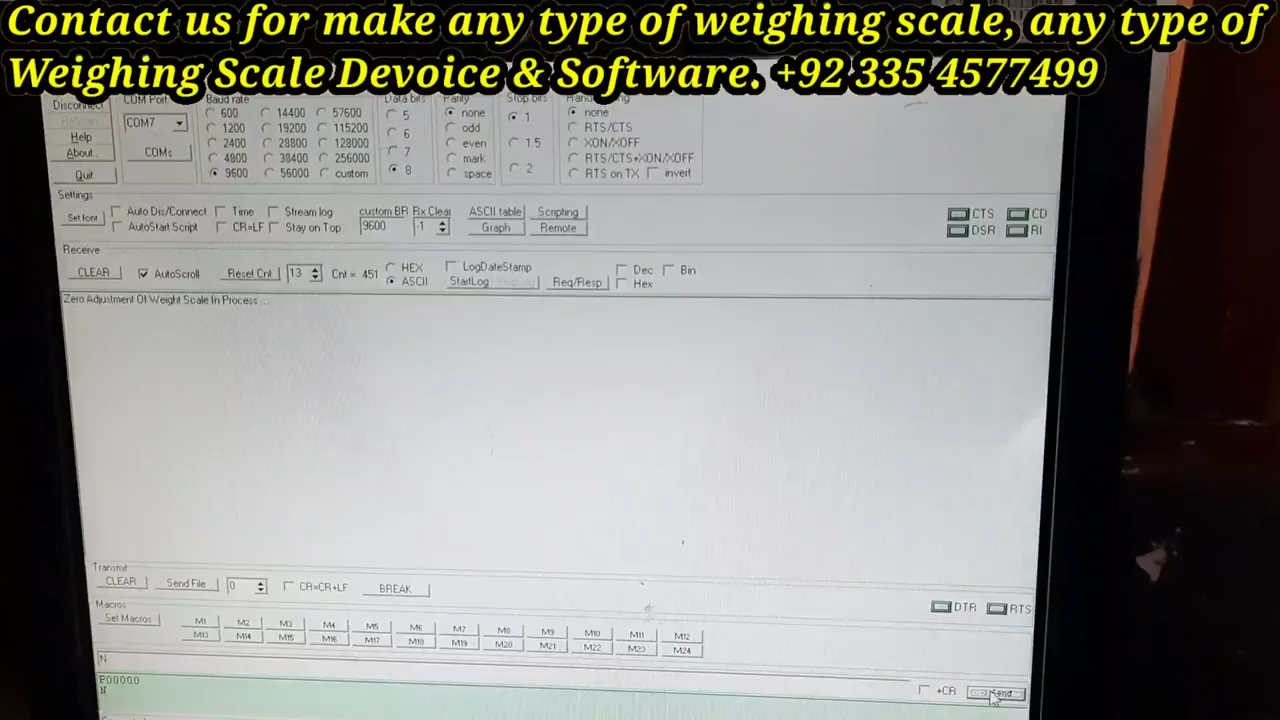 Contact us for make any type of weighing scale, any type of
Weighing Scale Devoice & Software. +92 335 4577499
Disconnect
COM Port
Baud rate
Data bits
Parity
Stop bits
600 14400 57600
5
none
1
none
COM7
1200 19200 115200
odd
RTS/CTS
Help
2400 28800 128000
6
even
1.5
XON/XOFF
About..
COMs
4800 38400 256000
7
mark
RTS/CTS+XON/XOFF
Quit
9600 56000 custom
8
space
2
RTS on TX invert
Settings
Set font
Auto Dis/Connect Time Stream log
custom BR Rx Clear
ASCII table Scripting
CTS CD
AutoStart Script CR=LF Stay on Top
9600 -1
Graph Remote
DSR RI
Receive
CLEAR AutoScroll Reset Cnt 13 Cnt = 451
HEX
ASCII
LogDateStamp
StartLog
Req/Resp
Dec Bin
Hex
Zero Adjustment Of Weight Scale In Process ...
Transmit
CLEAR Send File 0 CR=CR+LF BREAK
DTR RTS
Macros
Set Macros
M1 M2 M3 M4 M5 M6 M7 M8 M9 M10 M11 M12
M13 M14 M15 M16 M17 M18 M19 M20 M21 M22 M23 M24
N
+CR Send
P00000
N